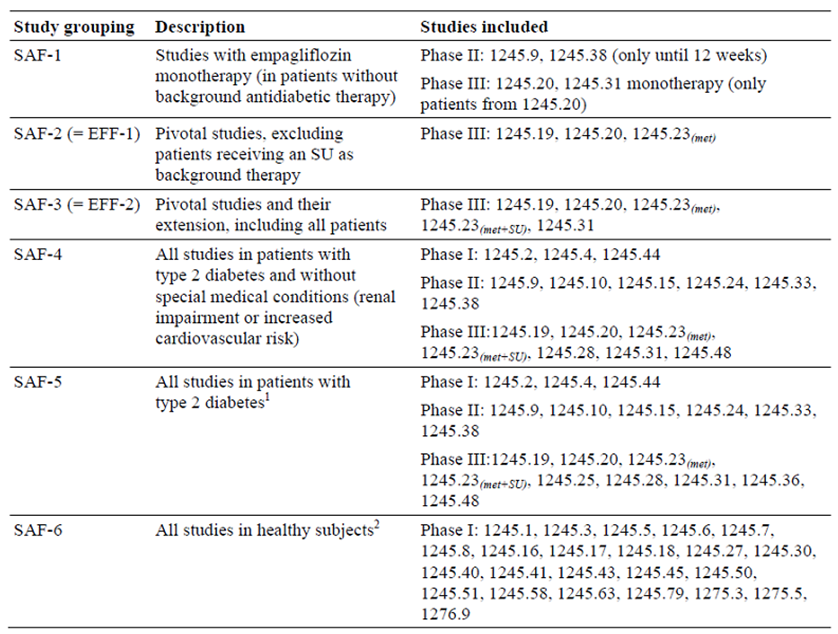 Study grouping Description Studies included
SAF-1 Studies with empagliflozin monotherapy (in patients without background antidiabetic therapy) Phase II: 1245.9, 1245.38 (only until 12 weeks)
Phase III: 1245.20, 1245.31 monotherapy (only patients from 1245.20)
SAF-2 (= EFF-1) Pivotal studies, excluding patients receiving an SU as background therapy Phase III: 1245.19, 1245.20, 1245.23(met)
SAF-3 (= EFF-2) Pivotal studies and their extension, including all patients Phase III: 1245.19, 1245.20, 1245.23(met), 1245.23(met+SU), 1245.31
SAF-4 All studies in patients with type 2 diabetes and without special medical conditions (renal impairment or increased cardiovascular risk) Phase I: 1245.2, 1245.4, 1245.44
Phase II: 1245.9, 1245.10, 1245.15, 1245.24, 1245.33, 1245.38
Phase III:1245.19, 1245.20, 1245.23(met), 1245.23(met+SU), 1245.28, 1245.31, 1245.48
SAF-5 All studies in patients with type 2 diabetes1 Phase I: 1245.2, 1245.4, 1245.44
Phase II: 1245.9, 1245.10, 1245.15, 1245.24, 1245.33, 1245.38
Phase III:1245.19, 1245.20, 1245.23(met), 1245.23(met+SU), 1245.25, 1245.28, 1245.31, 1245.36, 1245.48
SAF-6 All studies in healthy subjects2 Phase I: 1245.1, 1245.3, 1245.5, 1245.6, 1245.7, 1245.8, 1245.16, 1245.17, 1245.18, 1245.27, 1245.30, 1245.40, 1245.41, 1245.43, 1245.45, 1245.50, 1245.51, 1245.58, 1245.63, 1245.79, 1275.3, 1275.5, 1276.9